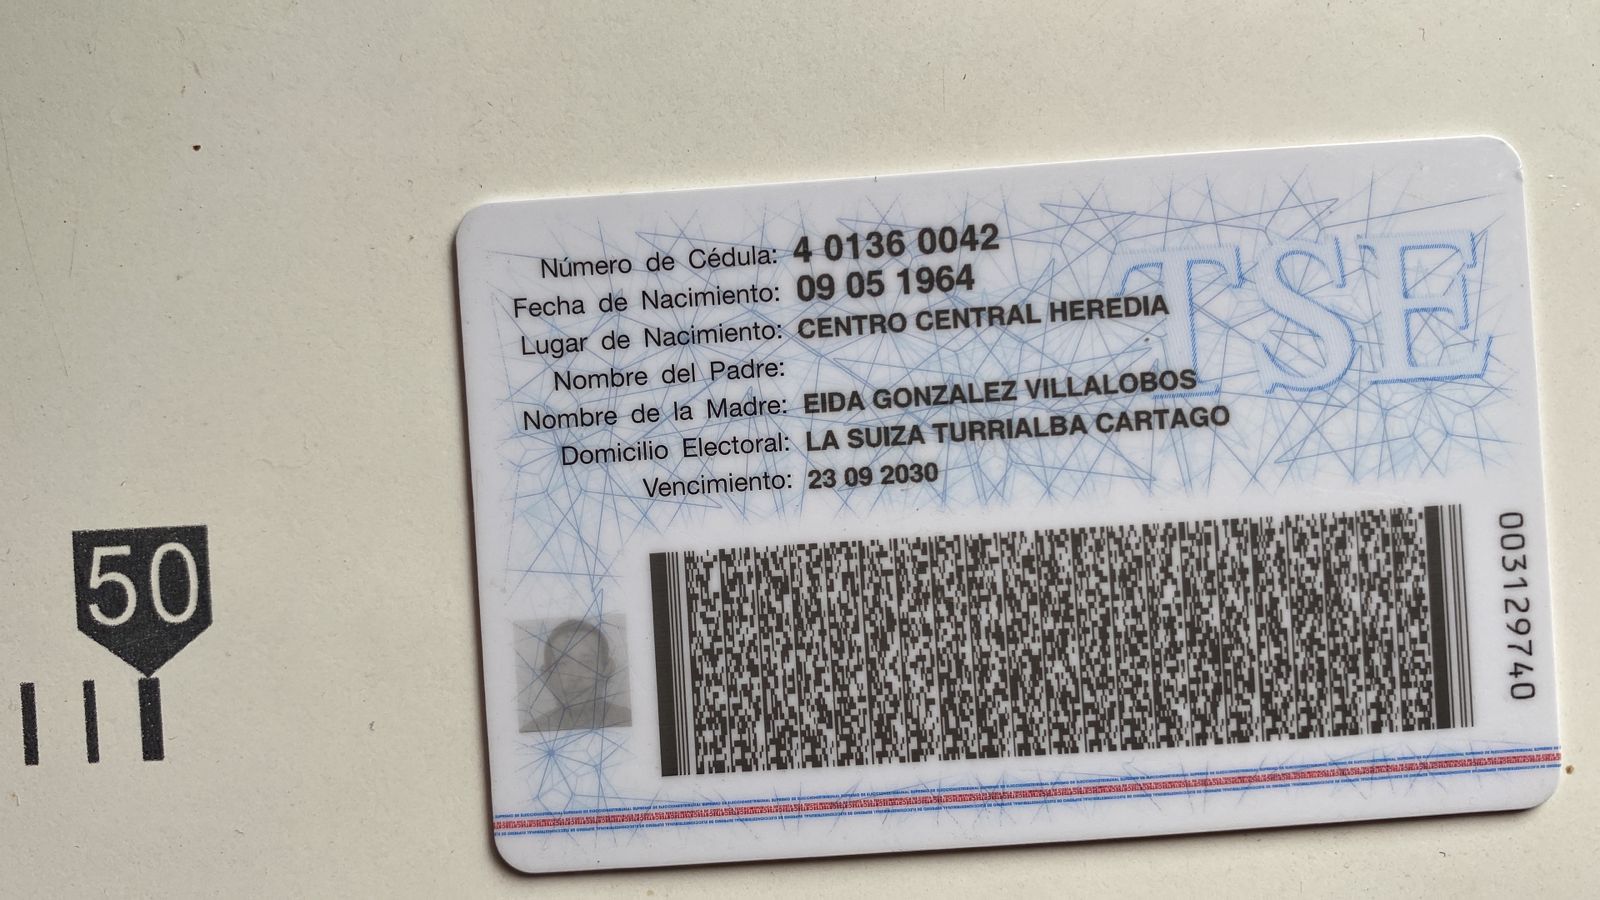 TSE
Número de Cédula: 4 0136 0042
Fecha de Nacimiento: 09 05 1964
Lugar de Nacimiento: CENTRO CENTRAL HEREDIA
Nombre del Padre:
Nombre de la Madre: EIDA GONZALEZ VILLALOBOS
Domicilio Electoral: LA SUIZA TURRIALBA CARTAGO
Vencimiento: 23 09 2030
003129740
50